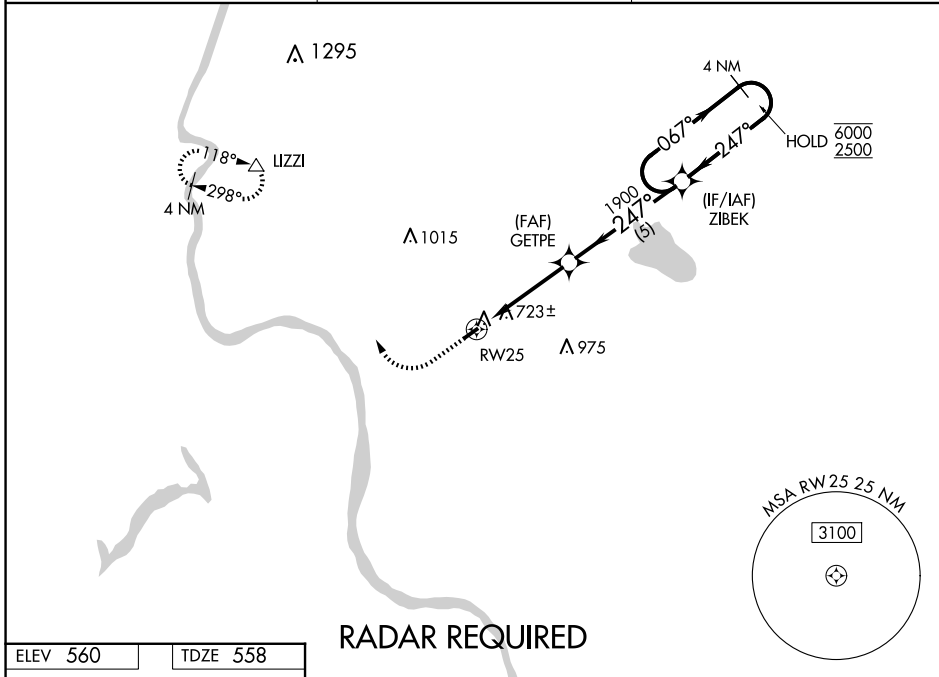 1295
4 NM
067°
247°
HOLD 6000
2500
118°
LIZZI
298°
4 NM
1900
247°
(5)
(IF/IAF)
ZIBEK
(FAF)
GETPE
1015
723±
RW25
975
MSA RW25 25 NM
3100
RADAR REQUIRED
ELEV 560
TDZE 558